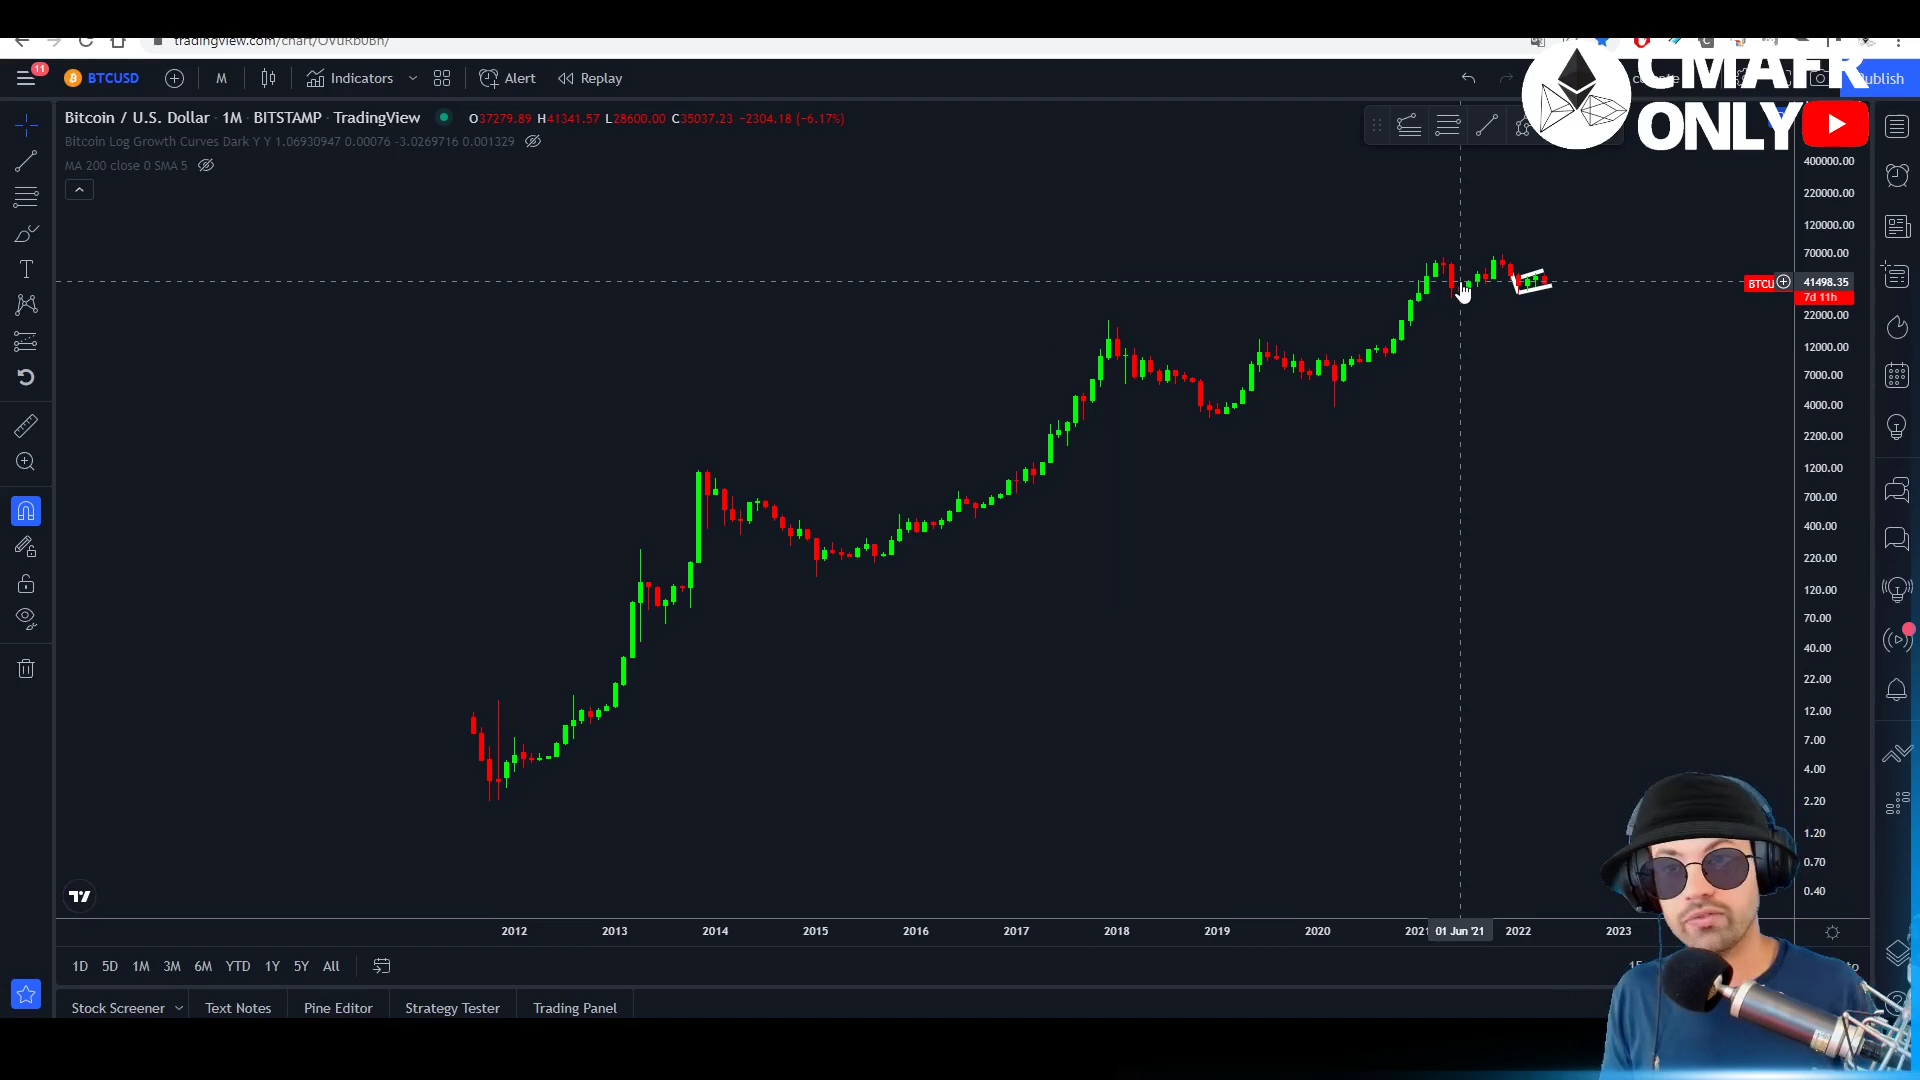 tradingview.com/chart/OVuRb0Bh/
11
BTCUSD
M
Indicators
Alert
Replay
CMAFR
ONLY
Bitcoin / U.S. Dollar · 1M · BITSTAMP · TradingView
O37279.89 H41341.57 L28600.00 C35037.23 −2304.18 (−6.17%)
Bitcoin Log Growth Curves Dark Y Y 1.06930947 0.00076 -3.0269716 0.001329
MA 200 close 0 SMA 5
400000.00
220000.00
120000.00
70000.00
41498.35
7d 11h
22000.00
12000.00
7000.00
4000.00
2200.00
1200.00
700.00
400.00
220.00
120.00
70.00
40.00
22.00
12.00
7.00
4.00
2.20
1.20
0.70
0.40
2012
2013
2014
2015
2016
2017
2018
2019
2020
2021
01 Jun '21
2022
2023
1D
5D
1M
3M
6M
YTD
1Y
5Y
All
Stock Screener
Text Notes
Pine Editor
Strategy Tester
Trading Panel